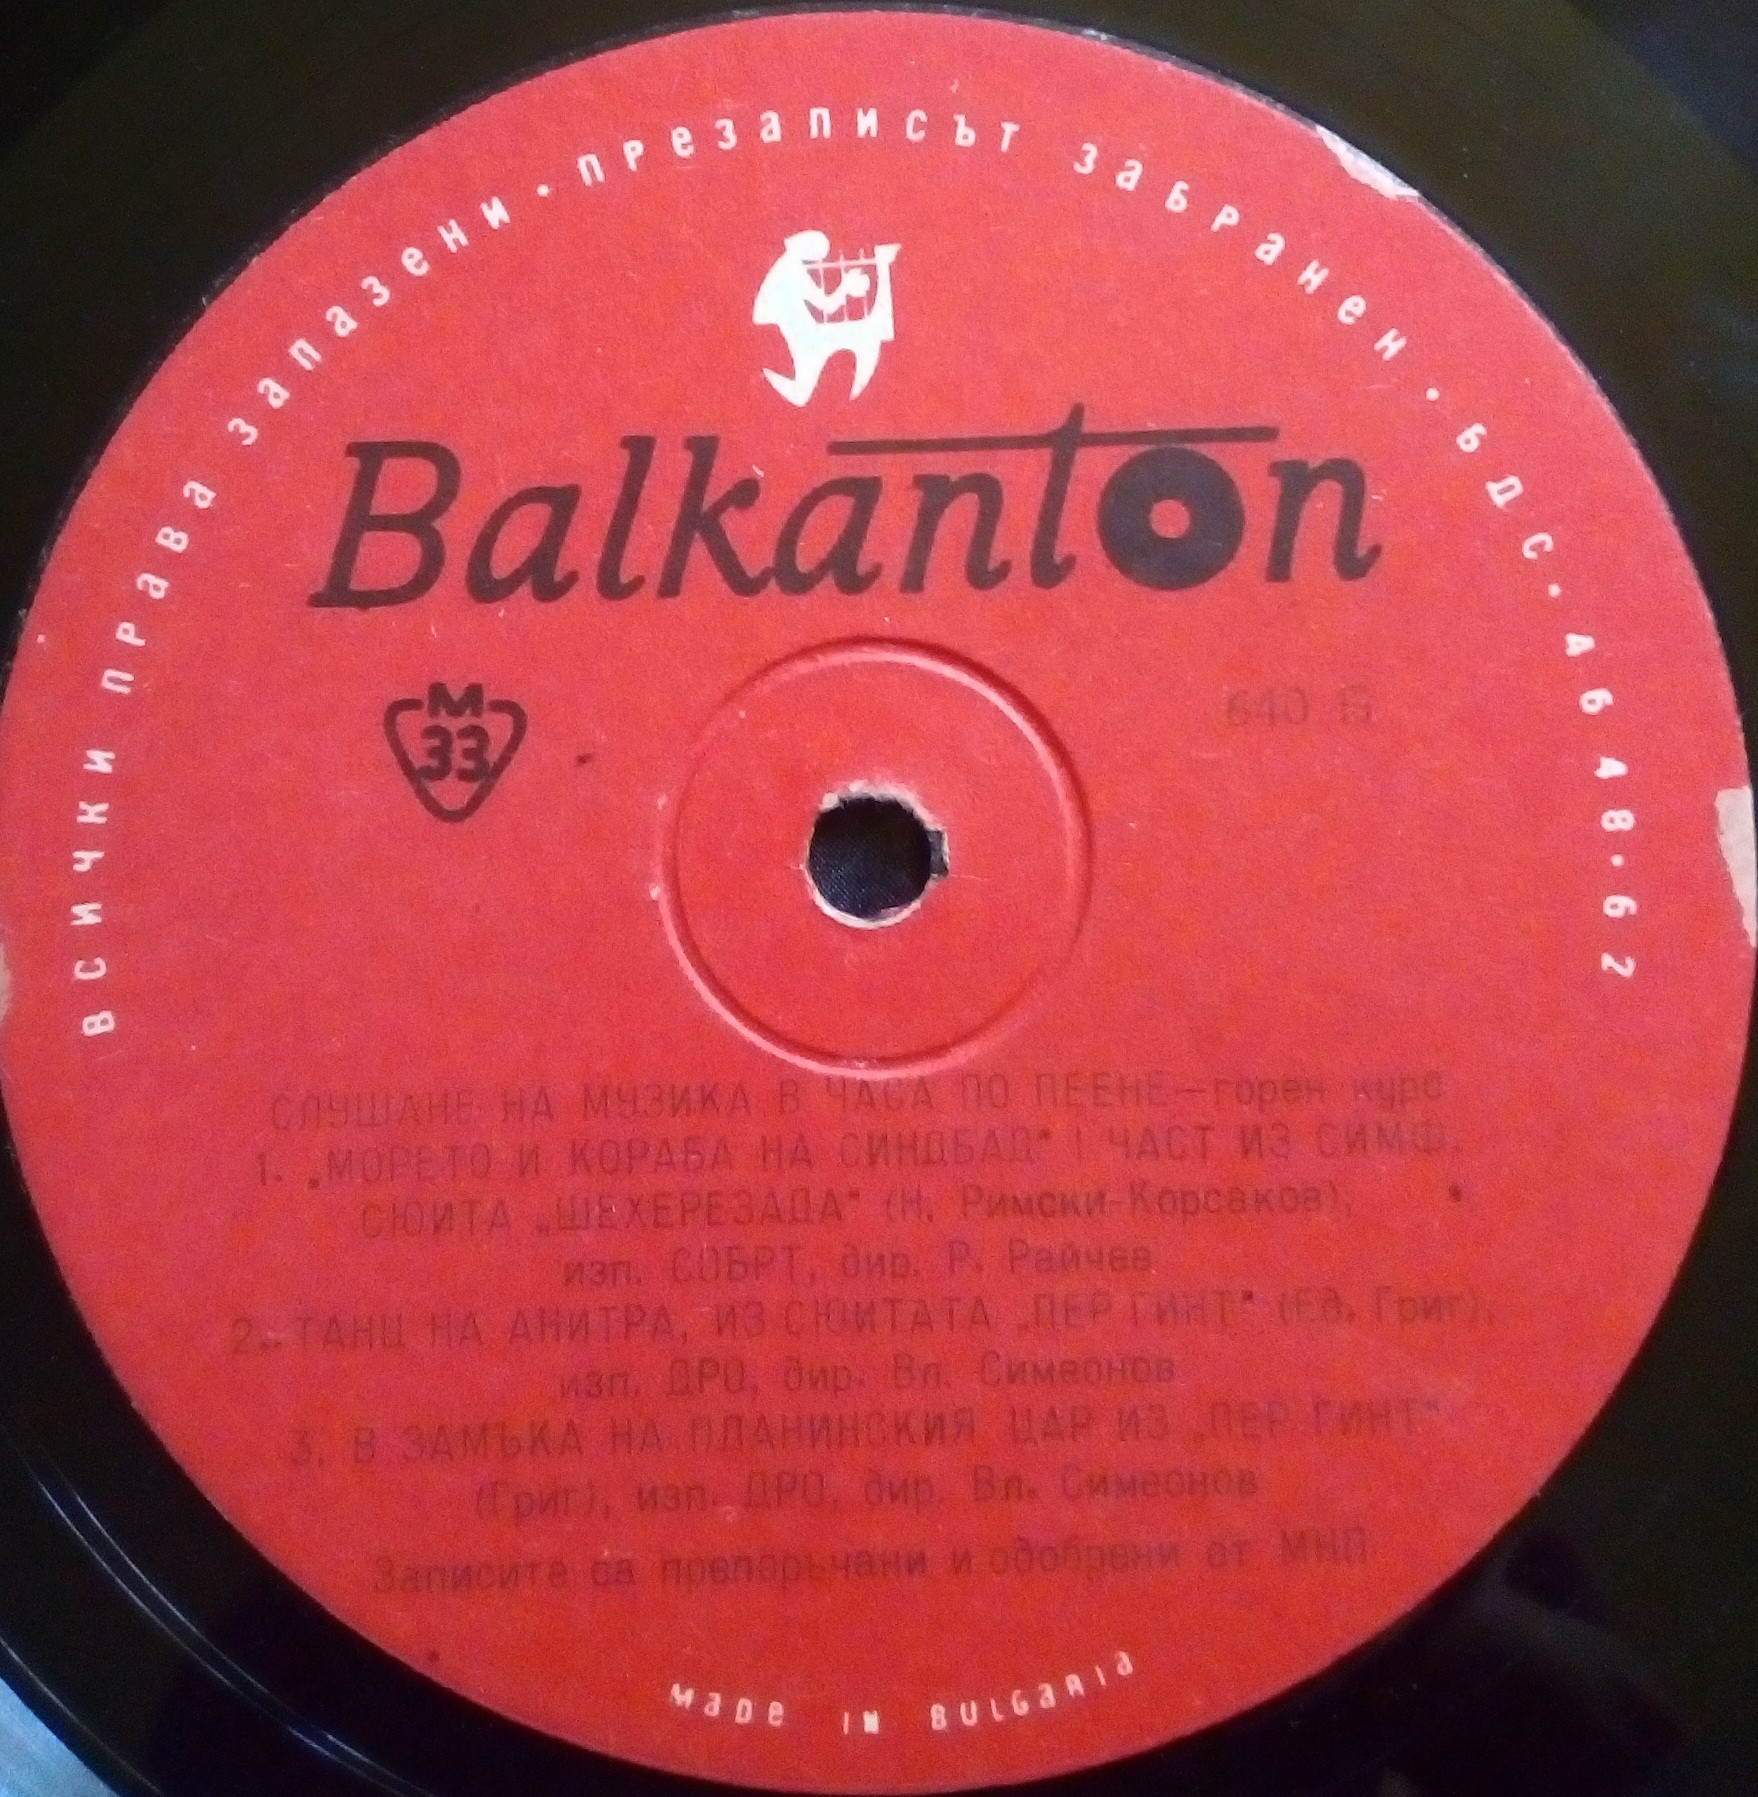 всички права запазени • презаписът забранен • БДС • 4648 • 62
Balkanton
М
33
640 Б
СЛУШАНЕ НА МУЗИКА В ЧАСА ПО ПЕЕНЕ—горен курс
1. „МОРЕТО И КОРАБА НА СИНДБАД“ I ЧАСТ ИЗ СИМФ.
СЮИТА „ШЕХЕРЕЗАДА“ (Н. Римски-Корсаков),
изп. СОБРТ, дир. Р. Райчев
2. ТАНЦ НА АНИТРА, ИЗ СЮИТАТА „ПЕР ГИНТ“ (Ед. Григ),
изп. ДРО, дир. Вл. Симеонов
3. В ЗАМЪКА НА ПЛАНИНСКИЯ ЦАР ИЗ „ПЕР ГИНТ“
(Григ), изп. ДРО, дир. Вл. Симеонов
Записите са препоръчани и одобрени от МНП
made in Bulgaria